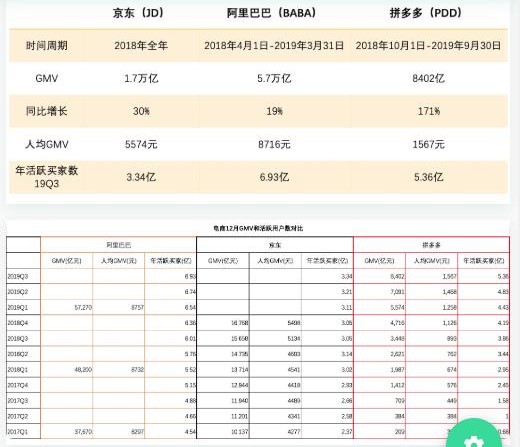 京东（JD） 阿里巴巴（BABA） 拼多多（PDD）
时间周期 2018年全年 2018年4月1日-2019年3月31日 2018年10月1日-2019年9月30日
GMV 1.7万亿 5.7万亿 8402亿
同比增长 30% 19% 171%
人均GMV 5574元 8716元 1567元
年活跃买家数
19Q3 3.34亿 6.93亿 5.36亿
电商12月GMV和活跃用户数对比
阿里巴巴 京东 拼多多
GMV(亿元) 人均GMV(元) 年活跃买家(亿) GMV(亿元) 人均GMV(元) 年活跃买家(亿) GMV(亿元) 人均GMV(元) 年活跃买家(亿)
2019Q3 6.93 3.34 8,402 1,567 5.36
2019Q2 6.74 3.21 7,091 1,468 4.83
2019Q1 57,270 8757 6.54 3.11 5,574 1,258 4.43
2018Q4 6.36 16,768 5498 3.05 4,716 1,126 4.19
2018Q3 6.01 15,658 5134 3.05 3,448 893 3.86
2018Q2 5.76 14,735 4693 3.14 2,621 762 3.44
2018Q1 48,200 8732 5.52 13,714 4541 3.02 1,987 674 2.95
2017Q4 5.15 12,944 4418 2.93 1,412 576 2.45
2017Q3 4.88 11,940 4489 2.66 709 449 1.58
2017Q2 4.66 11,201 4341 2.58 384 384 1
2017Q1 37,670 8297 4.54 10,137 4277 2.37 209